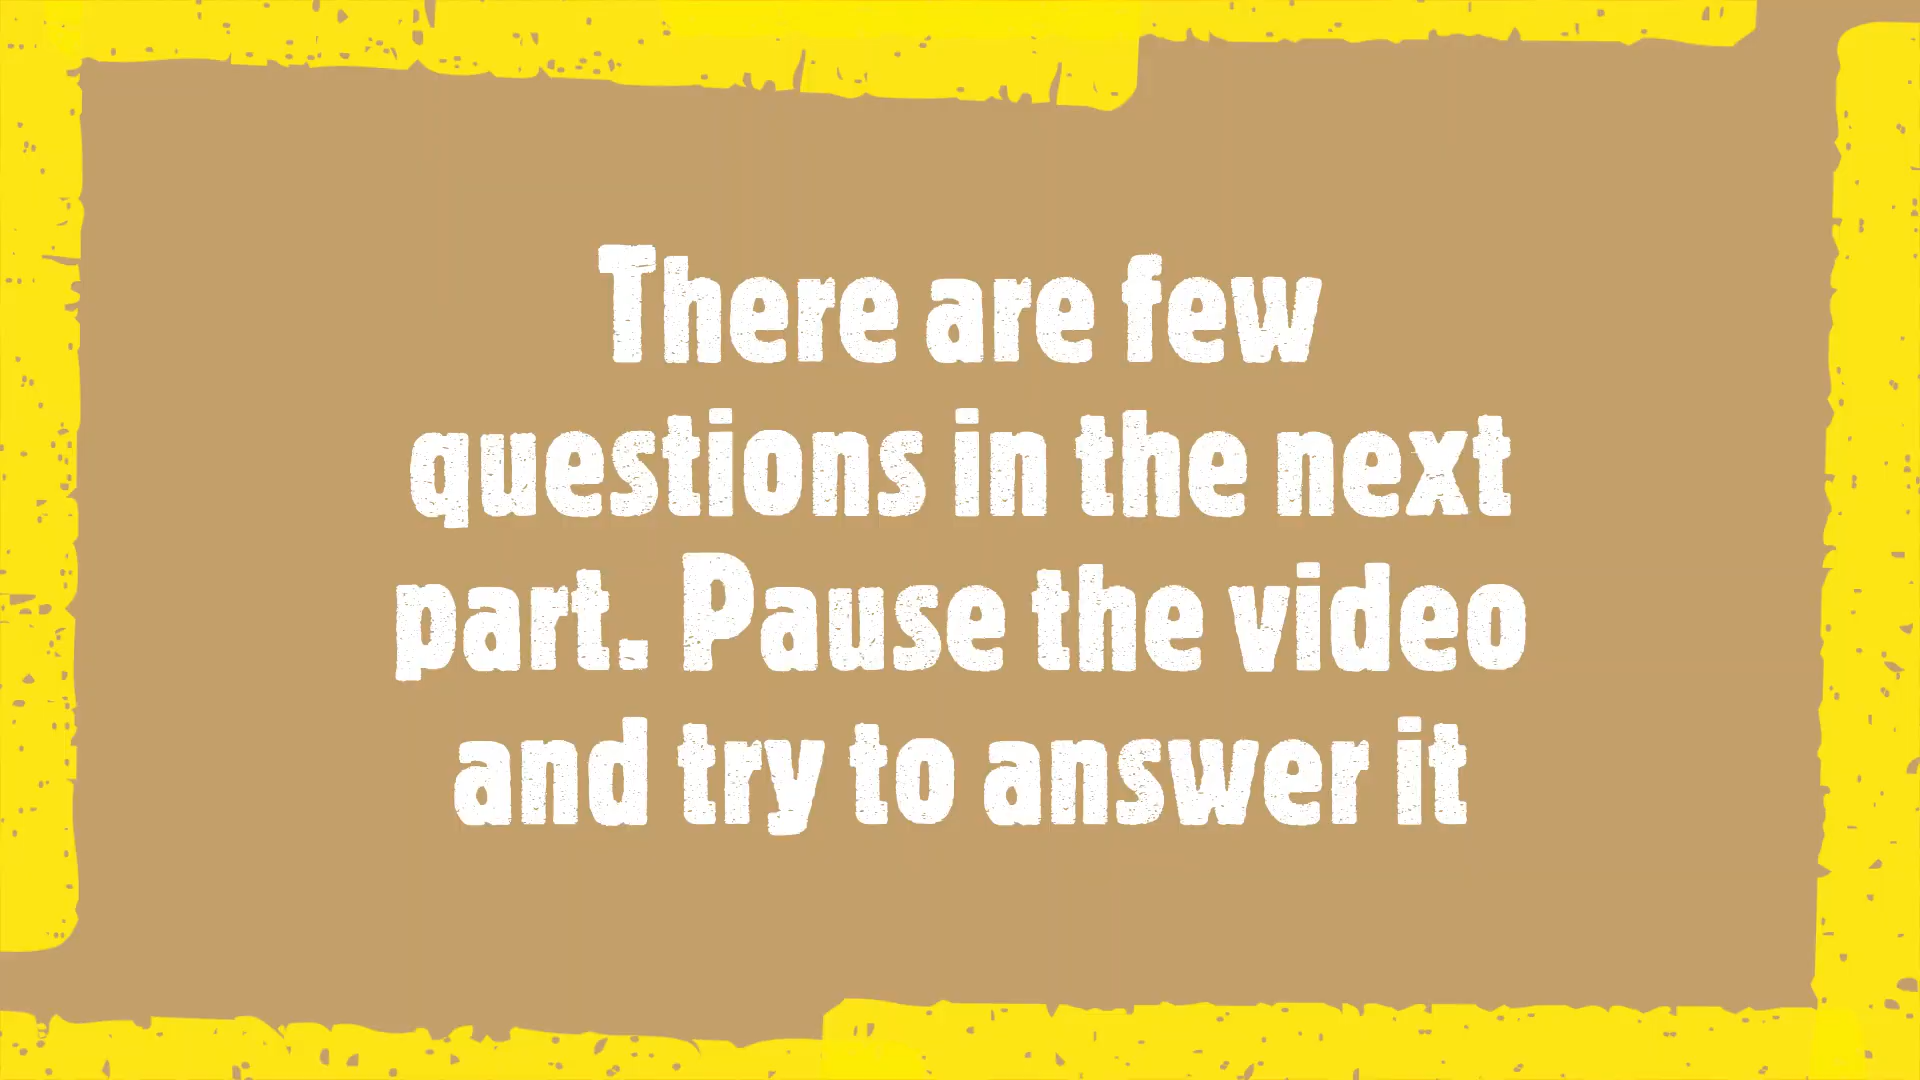 There are few
questions in the next
part. Pause the video
and try to answer it